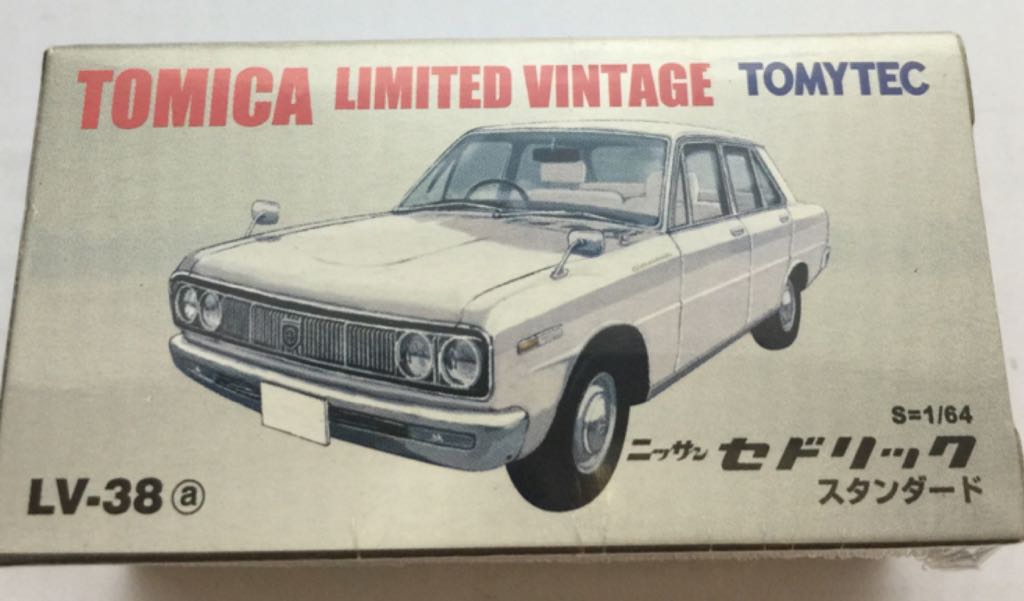 TOMICA LIMITED VINTAGE TOMYTEC
S=1/64
ニッサン セドリック
スタンダード
LV-38 ⓐ